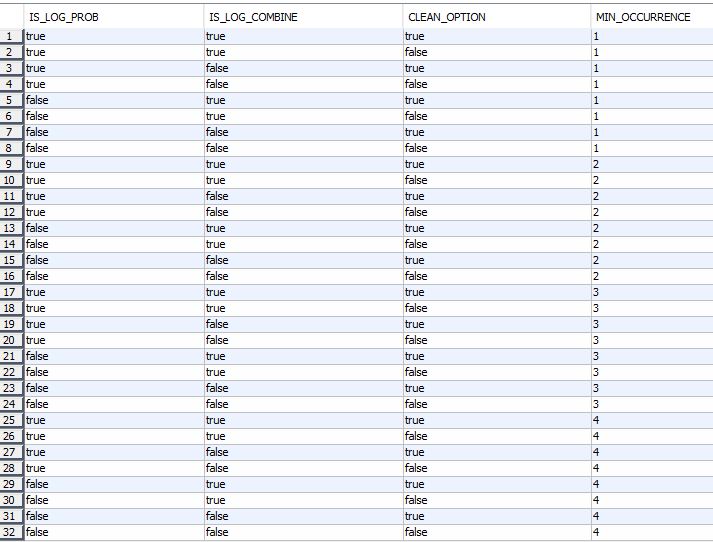 IS_LOG_PROB IS_LOG_COMBINE CLEAN_OPTION MIN_OCCURRENCE
1 true true true 1
2 true true false 1
3 true false true 1
4 true false false 1
5 false true true 1
6 false true false 1
7 false false true 1
8 false false false 1
9 true true true 2
10 true true false 2
11 true false true 2
12 true false false 2
13 false true true 2
14 false true false 2
15 false false true 2
16 false false false 2
17 true true true 3
18 true true false 3
19 true false true 3
20 true false false 3
21 false true true 3
22 false true false 3
23 false false true 3
24 false false false 3
25 true true true 4
26 true true false 4
27 true false true 4
28 true false false 4
29 false true true 4
30 false true false 4
31 false false true 4
32 false false false 4